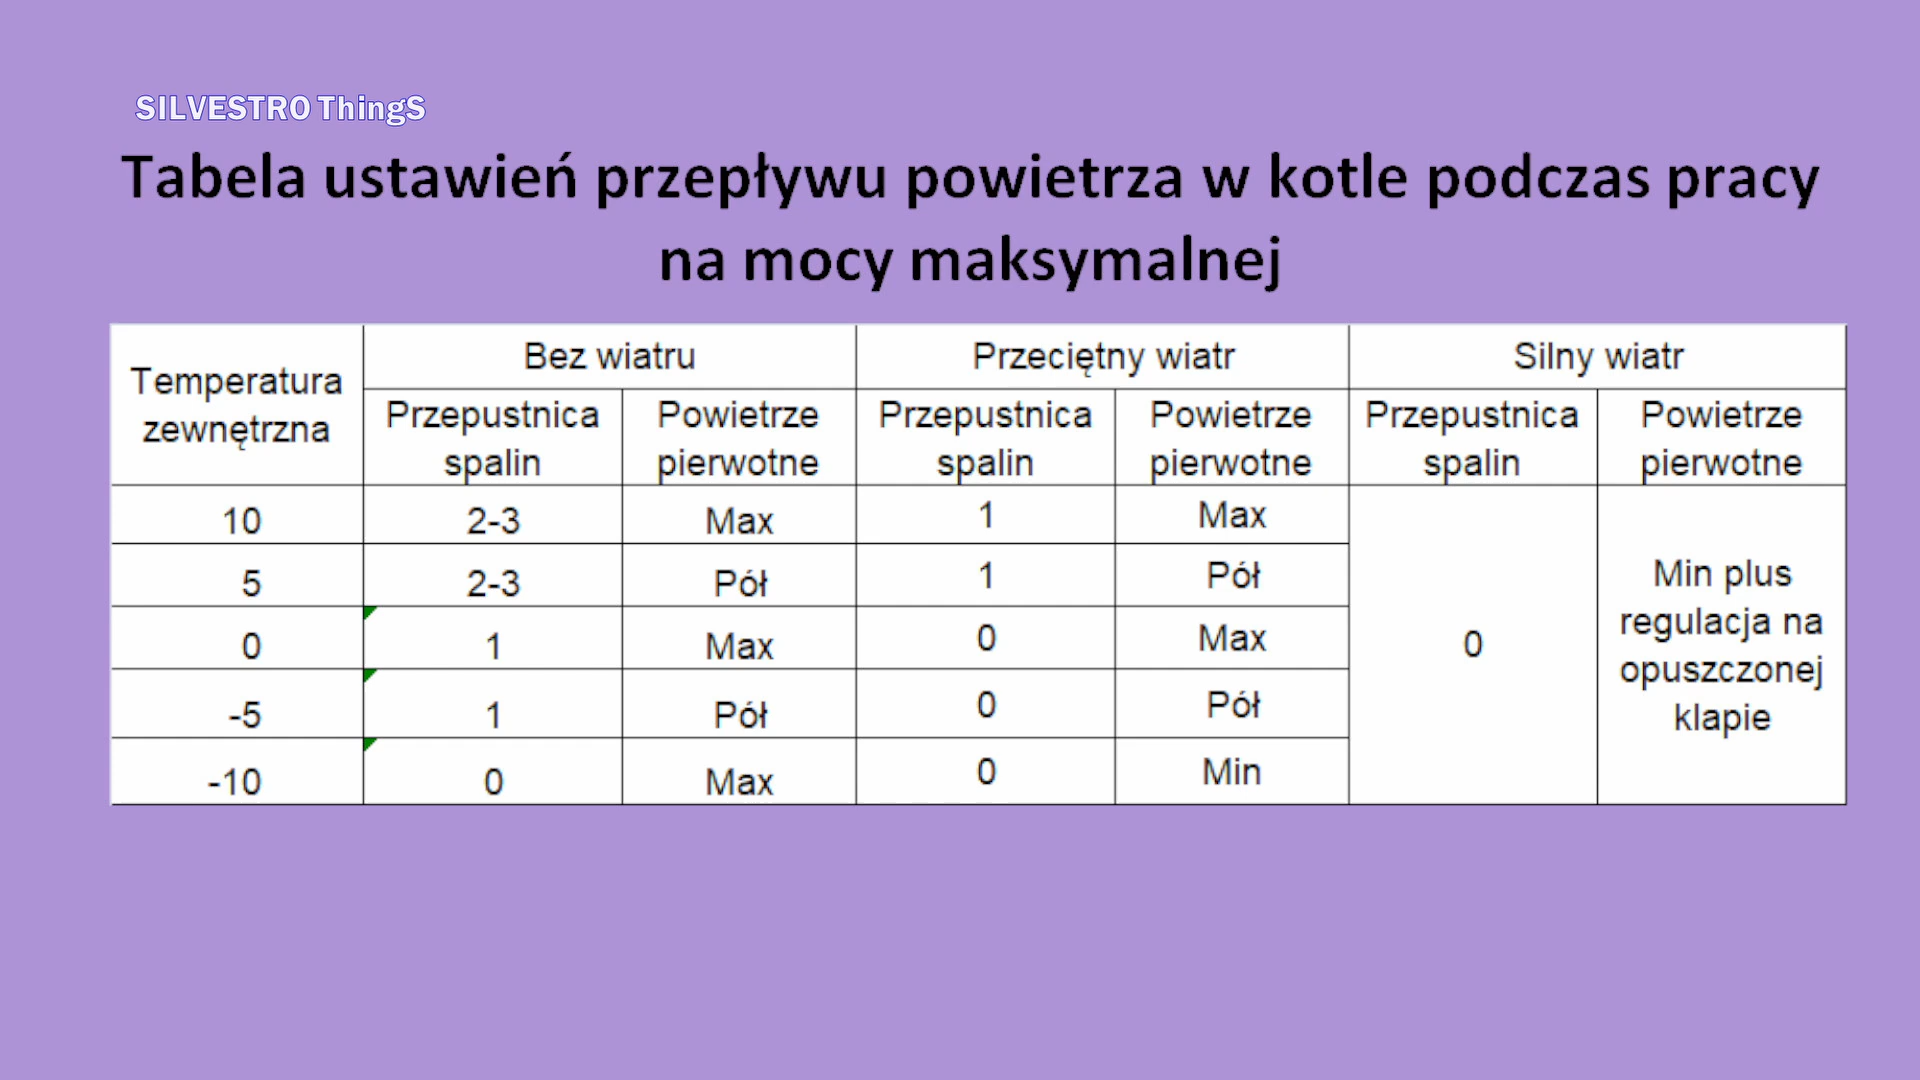 SILVESTRO ThingS
Tabela ustawień przepływu powietrza w kotle podczas pracy
na mocy maksymalnej
Temperatura
zewnętrzna
Bez wiatru
Przeciętny wiatr
Silny wiatr
Przepustnica
spalin
Powietrze
pierwotne
Przepustnica
spalin
Powietrze
pierwotne
Przepustnica
spalin
Powietrze
pierwotne
10 2-3 Max 1 Max
5 2-3 Pół 1 Pół
0 1 Max 0 Max
-5 1 Pół 0 Pół
-10 0 Max 0 Min
0
Min plus
regulacja na
opuszczonej
klapie